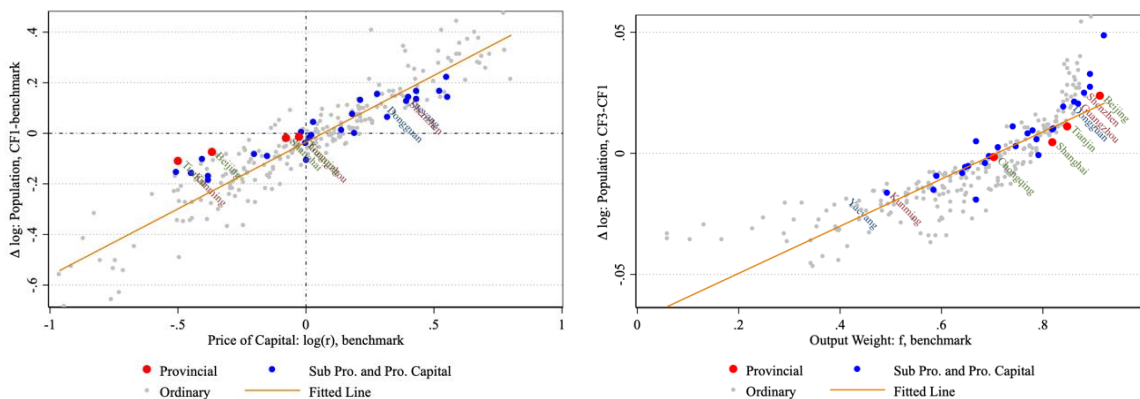 Δ log: Population, CF1-benchmark
.4
.2
0
-.2
-.4
-.6
Dongguan
Shenzhen
Shanghai
Beijing
Kunming
-1
-.5
0
.5
1
Price of Capital: log(r), benchmark
Provincial
Sub Pro. and Pro. Capital
Ordinary
Fitted Line
Δ log: Population, CF3-CF1
.05
0
-.05
Beijing
Shenzhen
Guangzhou
Dongguan
Tianjin
Shanghai
Chongqing
Kunming
Yueyang
0
.2
.4
.6
.8
Output Weight: f, benchmark
Provincial
Sub Pro. and Pro. Capital
Ordinary
Fitted Line